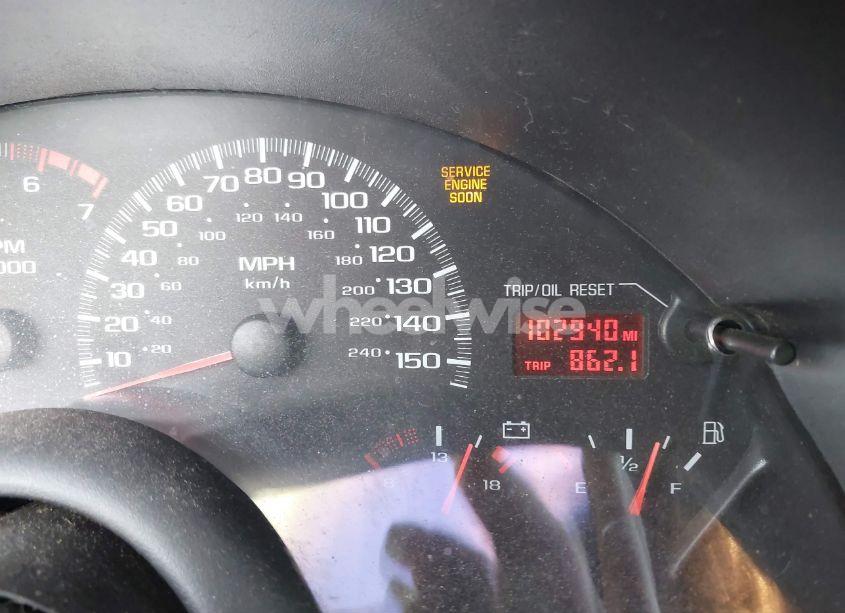 6
7
PM
000
10
20
30
40
50
60
70
80
90
100
110
120
130
140
150
20
40
60
80
100
120
140
160
180
200
220
240
MPH
km/h
SERVICE
ENGINE
SOON
TRIP/OIL RESET
102940 MI
TRIP 862.1
wheelwise
8
13
18
E
1/2
F